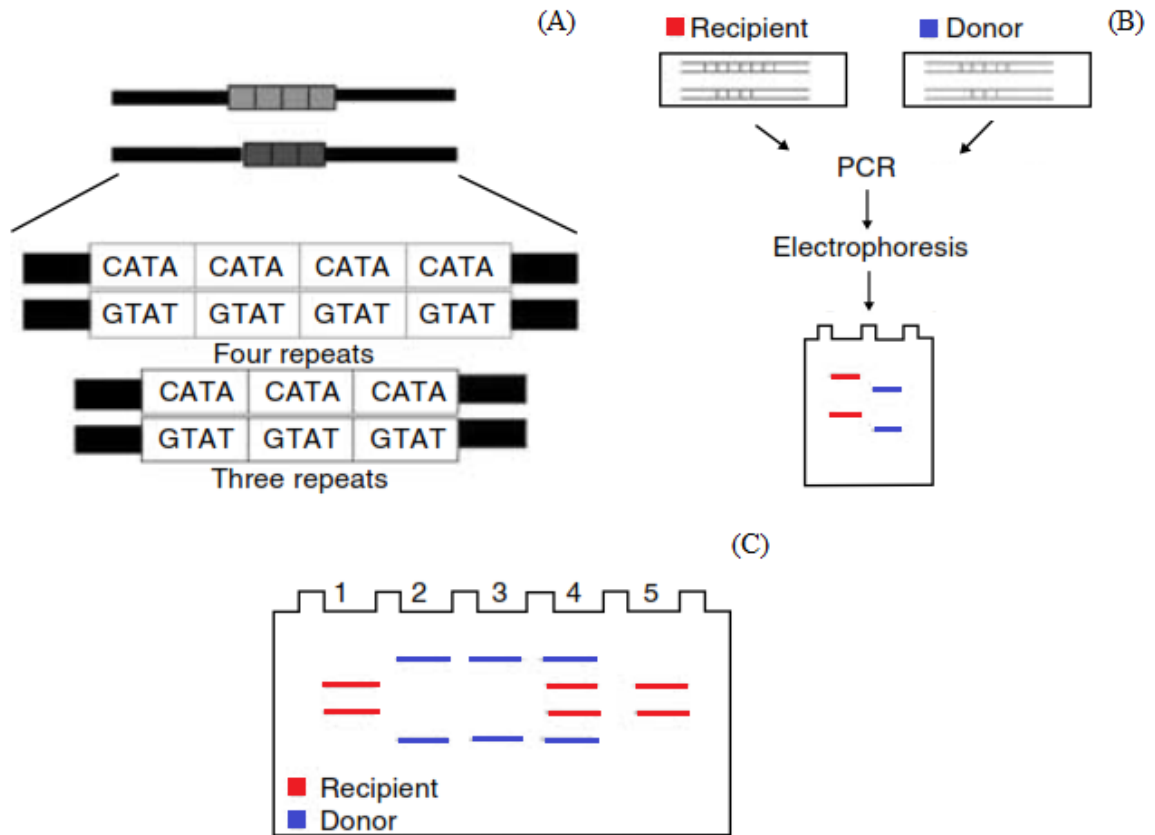 (A)
CATA CATA CATA CATA
GTAT GTAT GTAT GTAT
Four repeats
CATA CATA CATA
GTAT GTAT GTAT
Three repeats
(B)
Recipient Donor
PCR
Electrophoresis
(C)
1 2 3 4 5
Recipient
Donor